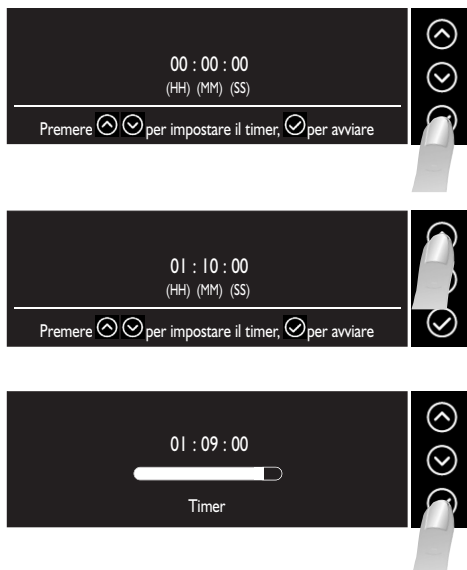 00 : 00 : 00
(HH) (MM) (SS)
Premere per impostare il timer, per avviare
01 : 10 : 00
(HH) (MM) (SS)
Premere per impostare il timer, per avviare
01 : 09 : 00
Timer